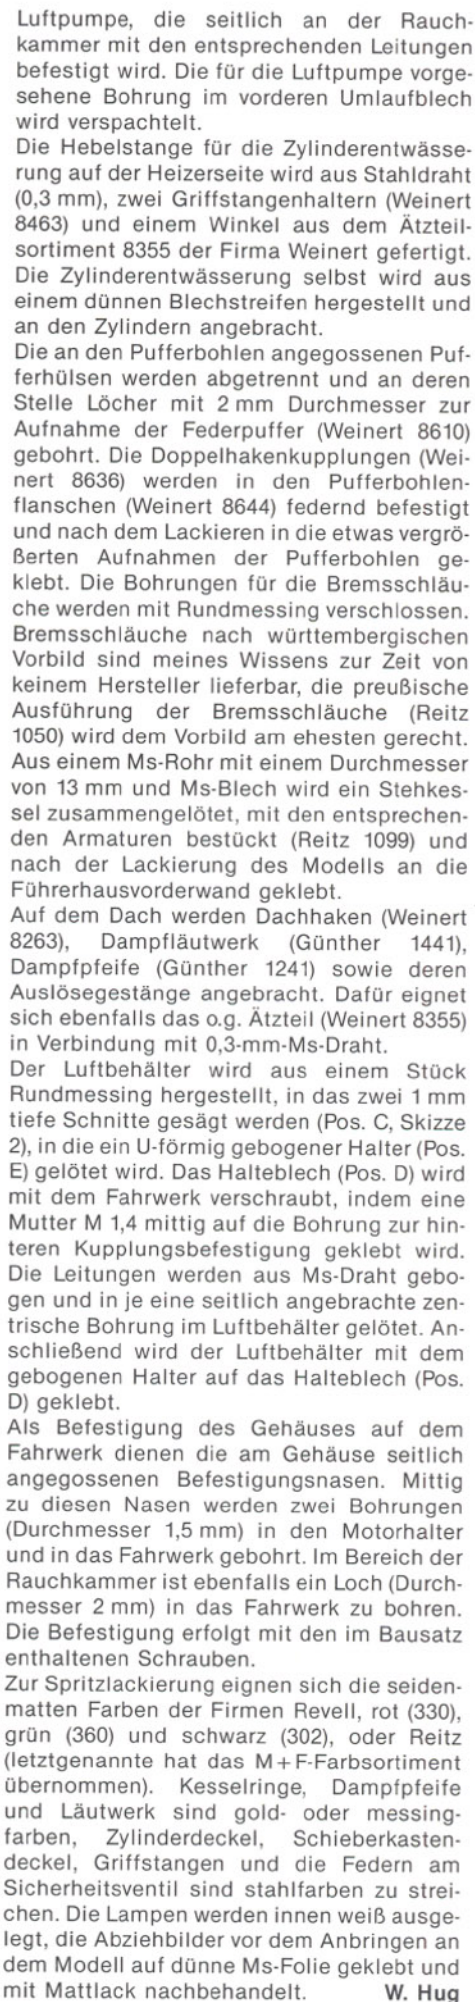 Luftpumpe, die seitlich an der Rauch-
kammer mit den entsprechenden Leitungen
befestigt wird. Die für die Luftpumpe vorge-
sehene Bohrung im vorderen Umlaufblech
wird verspachtelt.
Die Hebelstange für die Zylinderentwässe-
rung auf der Heizerseite wird aus Stahldraht
(0,3 mm), zwei Griffstangenhaltern (Weinert
8463) und einem Winkel aus dem Ätzteil-
sortiment 8355 der Firma Weinert gefertigt.
Die Zylinderentwässerung selbst wird aus
einem dünnen Blechstreifen hergestellt und
an den Zylindern angebracht.
Die an den Pufferbohlen angegossenen Puf-
ferhülsen werden abgetrennt und an deren
Stelle Löcher mit 2 mm Durchmesser zur
Aufnahme der Federpuffer (Weinert 8610)
gebohrt. Die Doppelhakenkupplungen (Wei-
nert 8636) werden in den Pufferbohlen-
flanschen (Weinert 8644) federnd befestigt
und nach dem Lackieren in die etwas vergrö-
ßerten Aufnahmen der Pufferbohlen ge-
klebt. Die Bohrungen für die Bremsschläu-
che werden mit Rundmessing verschlossen.
Bremsschläuche nach württembergischen
Vorbild sind meines Wissens zur Zeit von
keinem Hersteller lieferbar, die preußische
Ausführung der Bremsschläuche (Reitz
1050) wird dem Vorbild am ehesten gerecht.
Aus einem Ms-Rohr mit einem Durchmesser
von 13 mm und Ms-Blech wird ein Stehkes-
sel zusammengelötet, mit den entsprechen-
den Armaturen bestückt (Reitz 1099) und
nach der Lackierung des Modells an die
Führerhausvorderwand geklebt.
Auf dem Dach werden Dachhaken (Weinert
8263), Dampfläutwerk (Günther 1441),
Dampfpfeife (Günther 1241) sowie deren
Auslösegestänge angebracht. Dafür eignet
sich ebenfalls das o.g. Ätzteil (Weinert 8355)
in Verbindung mit 0,3-mm-Ms-Draht.
Der Luftbehälter wird aus einem Stück
Rundmessing hergestellt, in das zwei 1 mm
tiefe Schnitte gesägt werden (Pos. C, Skizze
2), in die ein U-förmig gebogener Halter (Pos.
E) gelötet wird. Das Halteblech (Pos. D) wird
mit dem Fahrwerk verschraubt, indem eine
Mutter M 1,4 mittig auf die Bohrung zur hin-
teren Kupplungsbefestigung geklebt wird.
Die Leitungen werden aus Ms-Draht gebo-
gen und in je eine seitlich angebrachte zen-
trische Bohrung im Luftbehälter gelötet. An-
schließend wird der Luftbehälter mit dem
gebogenen Halter auf das Halteblech (Pos.
D) geklebt.
Als Befestigung des Gehäuses auf dem
Fahrwerk dienen die am Gehäuse seitlich
angegossenen Befestigungsnasen. Mittig
zu diesen Nasen werden zwei Bohrungen
(Durchmesser 1,5 mm) in den Motorhalter
und in das Fahrwerk gebohrt. Im Bereich der
Rauchkammer ist ebenfalls ein Loch (Durch-
messer 2 mm) in das Fahrwerk zu bohren.
Die Befestigung erfolgt mit den im Bausatz
enthaltenen Schrauben.
Zur Spritzlackierung eignen sich die seiden-
matten Farben der Firmen Revell, rot (330),
grün (360) und schwarz (302), oder Reitz
(letztgenannte hat das M+F-Farbsortiment
übernommen). Kesselringe, Dampfpfeife
und Läutwerk sind gold- oder messing-
farben, Zylinderdeckel, Schieberkasten-
deckel, Griffstangen und die Federn am
Sicherheitsventil sind stahlfarben zu strei-
chen. Die Lampen werden innen weiß ausge-
legt, die Abziehbilder vor dem Anbringen an
dem Modell auf dünne Ms-Folie geklebt und
mit Mattlack nachbehandelt. W. Hug